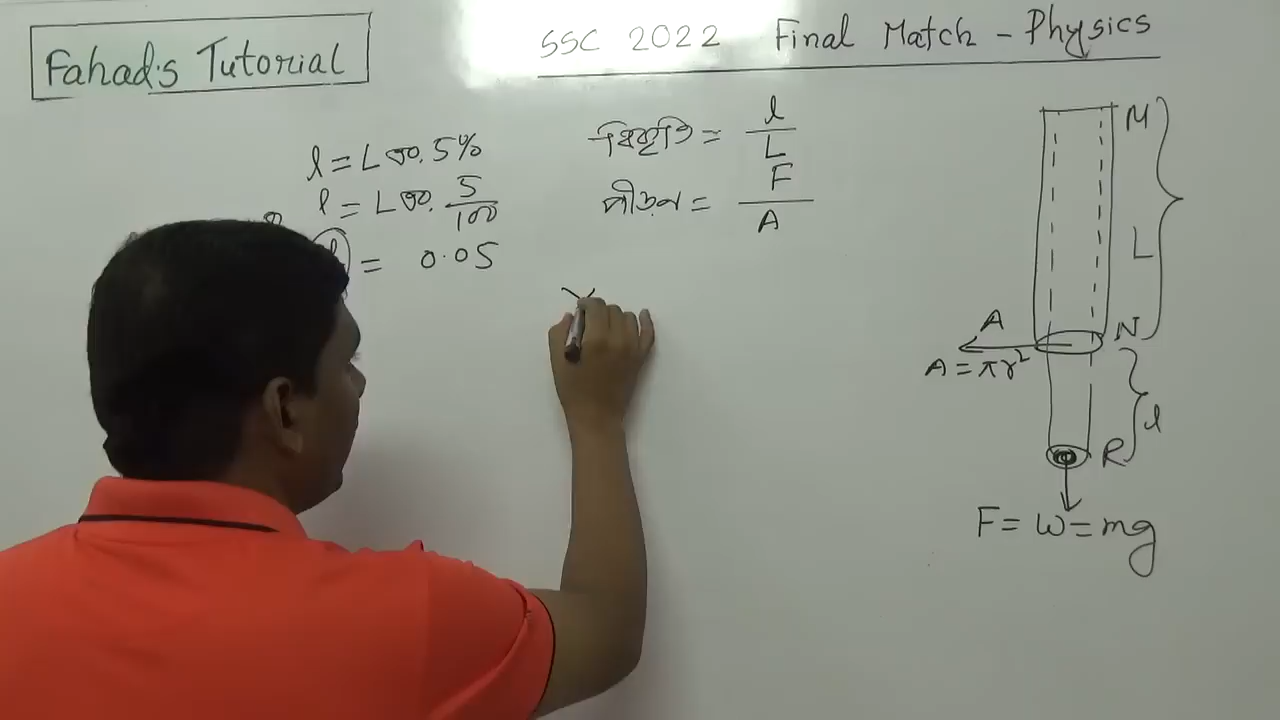 Fahad's Tutorial
SSC 2022 Final Match - Physics
l = L এর 5%
l = L এর 5/100
= 0.05
বিকৃতি = l/L
পীড়ন = F/A
M
L
N
A
A = πr²
l
R
F = W = mg